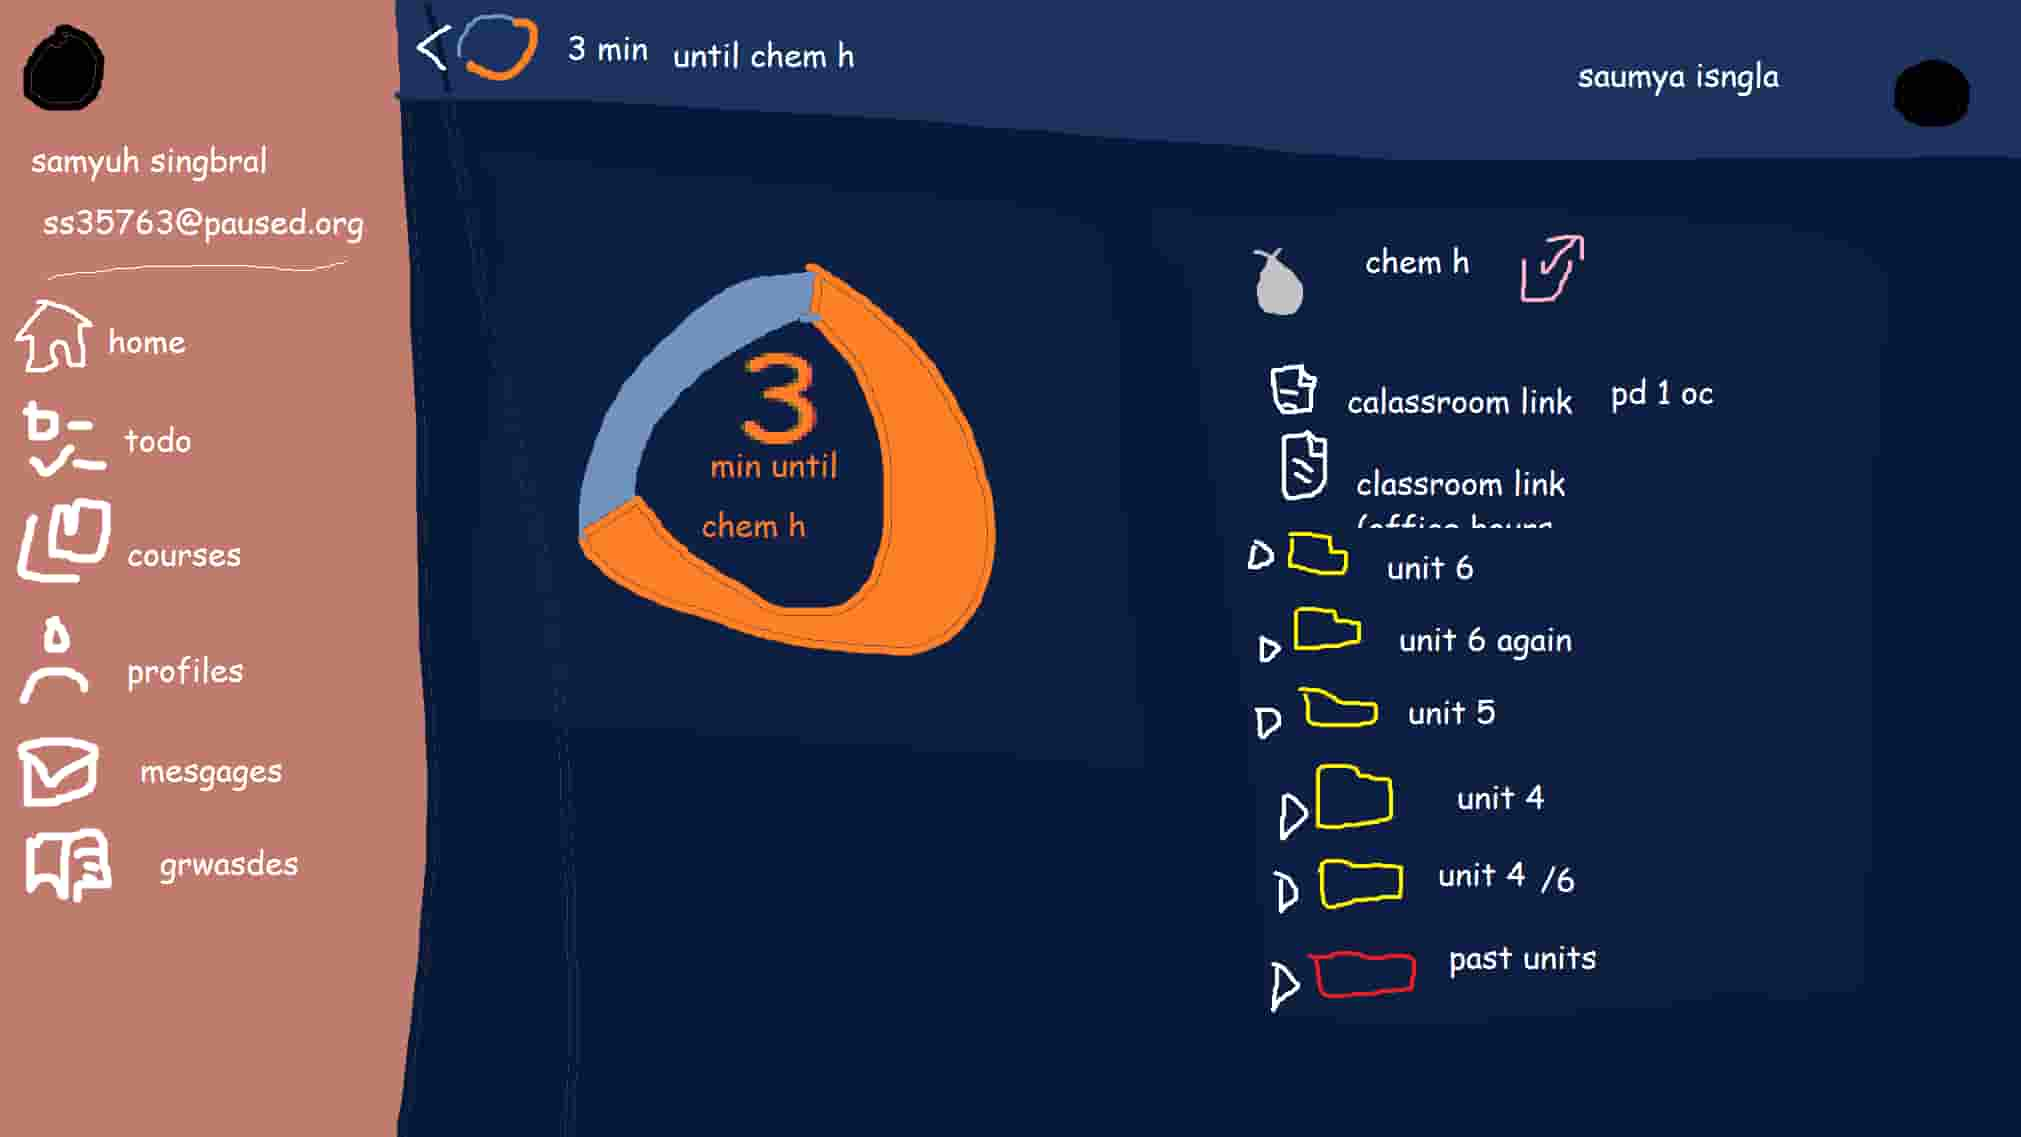 3 min until chem h
saumya isngla
samyuh singbral
ss35763@paused.org
home
todo
courses
profiles
mesgages
grwasdes
3
min until
chem h
chem h
calassroom link pd 1 oc
classroom link
(office hours
unit 6
unit 6 again
unit 5
unit 4
unit 4 /6
past units